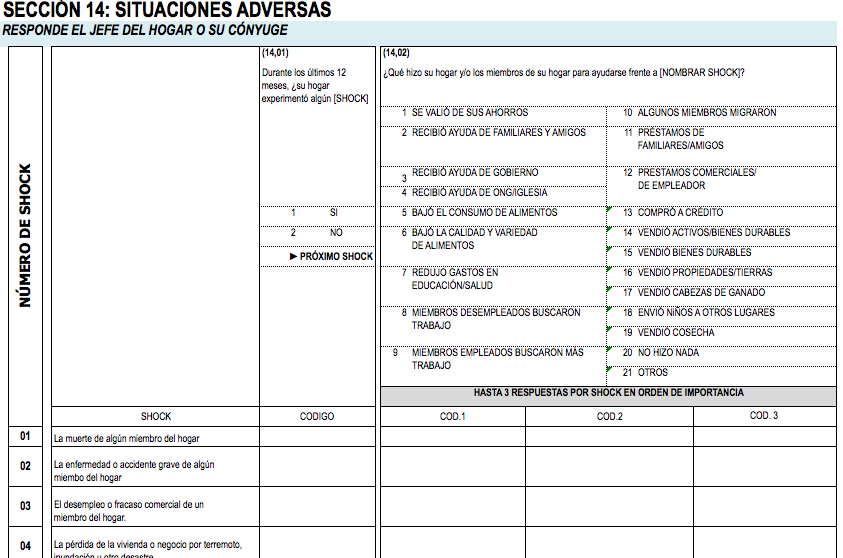 SECCIÓN 14: SITUACIONES ADVERSAS
RESPONDE EL JEFE DEL HOGAR O SU CÓNYUGE
NÚMERO DE SHOCK
(14,01)
Durante los últimos 12
meses, ¿su hogar
experimentó algún [SHOCK]
1 SI
2 NO
►PRÓXIMO SHOCK
(14,02)
¿Qué hizo su hogar y/o los miembros de su hogar para ayudarse frente a [NOMBRAR SHOCK]?
1 SE VALIÓ DE SUS AHORROS
2 RECIBIÓ AYUDA DE FAMILIARES Y AMIGOS
3 RECIBIÓ AYUDA DE GOBIERNO
4 RECIBIÓ AYUDA DE ONG/IGLESIA
5 BAJÓ EL CONSUMO DE ALIMENTOS
6 BAJÓ LA CALIDAD Y VARIEDAD
DE ALIMENTOS
7 REDUJO GASTOS EN
EDUCACIÓN/SALUD
8 MIEMBROS DESEMPLEADOS BUSCARON
TRABAJO
9 MIEMBROS EMPLEADOS BUSCARON MÁS
TRABAJO
10 ALGUNOS MIEMBROS MIGRARON
11 PRÉSTAMOS DE
FAMILIARES/AMIGOS
12 PRESTAMOS COMERCIALES/
DE EMPLEADOR
13 COMPRÓ A CRÉDITO
14 VENDIÓ ACTIVOS/BIENES DURABLES
15 VENDIÓ BIENES DURABLES
16 VENDIÓ PROPIEDADES/TIERRAS
17 VENDIÓ CABEZAS DE GANADO
18 ENVIÓ NIÑOS A OTROS LUGARES
19 VENDIÓ COSECHA
20 NO HIZO NADA
21 OTROS
HASTA 3 RESPUESTAS POR SHOCK EN ORDEN DE IMPORTANCIA
SHOCK CODIGO COD.1 COD.2 COD. 3
01 La muerte de algún miembro del hogar
02 La enfermedad o accidente grave de algún
miembo del hogar
03 El desempleo o fracaso comercial de un
miembro del hogar.
04 La pérdida de la vivienda o negocio por terremoto,
inundación u otro desastre